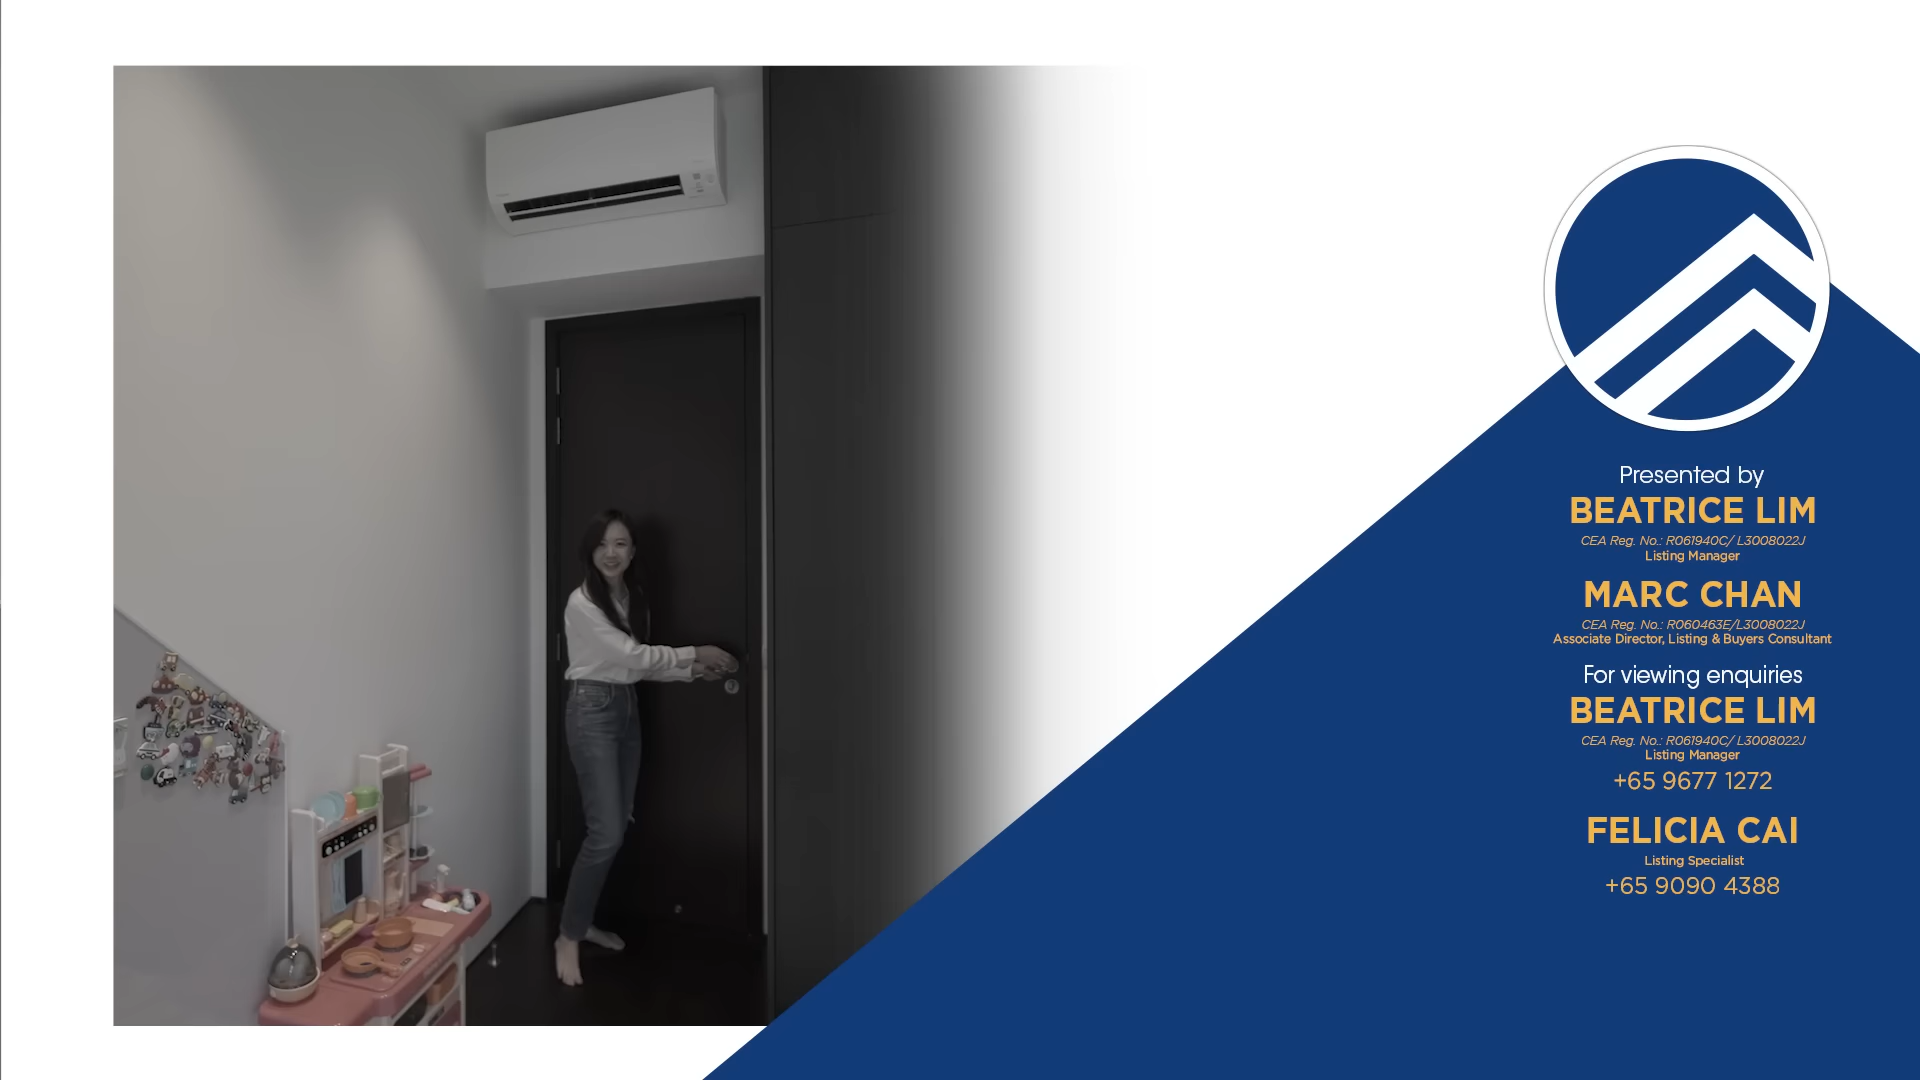 Presented by
BEATRICE LIM
CEA Reg. No.: R061940C/ L3008022J
Listing Manager
MARC CHAN
CEA Reg. No.: R060463E/L3008022J
Associate Director, Listing & Buyers Consultant
For viewing enquiries
BEATRICE LIM
CEA Reg. No.: R061940C/ L3008022J
Listing Manager
+65 9677 1272
FELICIA CAI
Listing Specialist
+65 9090 4388